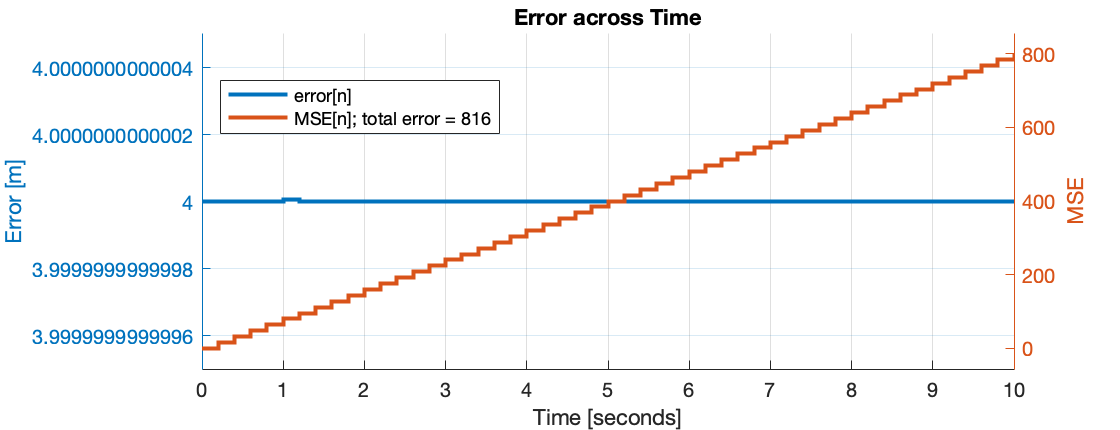 Error across Time
error[n]
MSE[n]; total error = 816
Error [m]
4.0000000000004
4.0000000000002
4
3.9999999999998
3.9999999999996
MSE
800
600
400
200
0
0 1 2 3 4 5 6 7 8 9 10
Time [seconds]